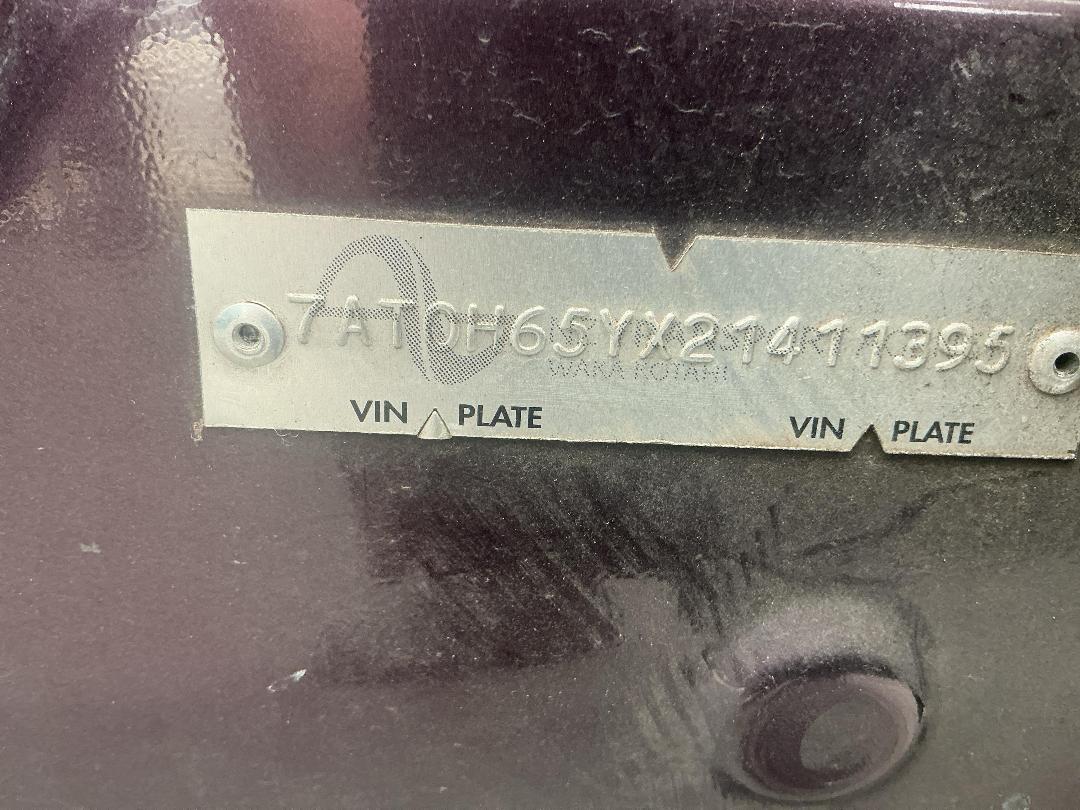 7AT0H65YX21411395
WAKA KOTAHI
VIN PLATE VIN PLATE